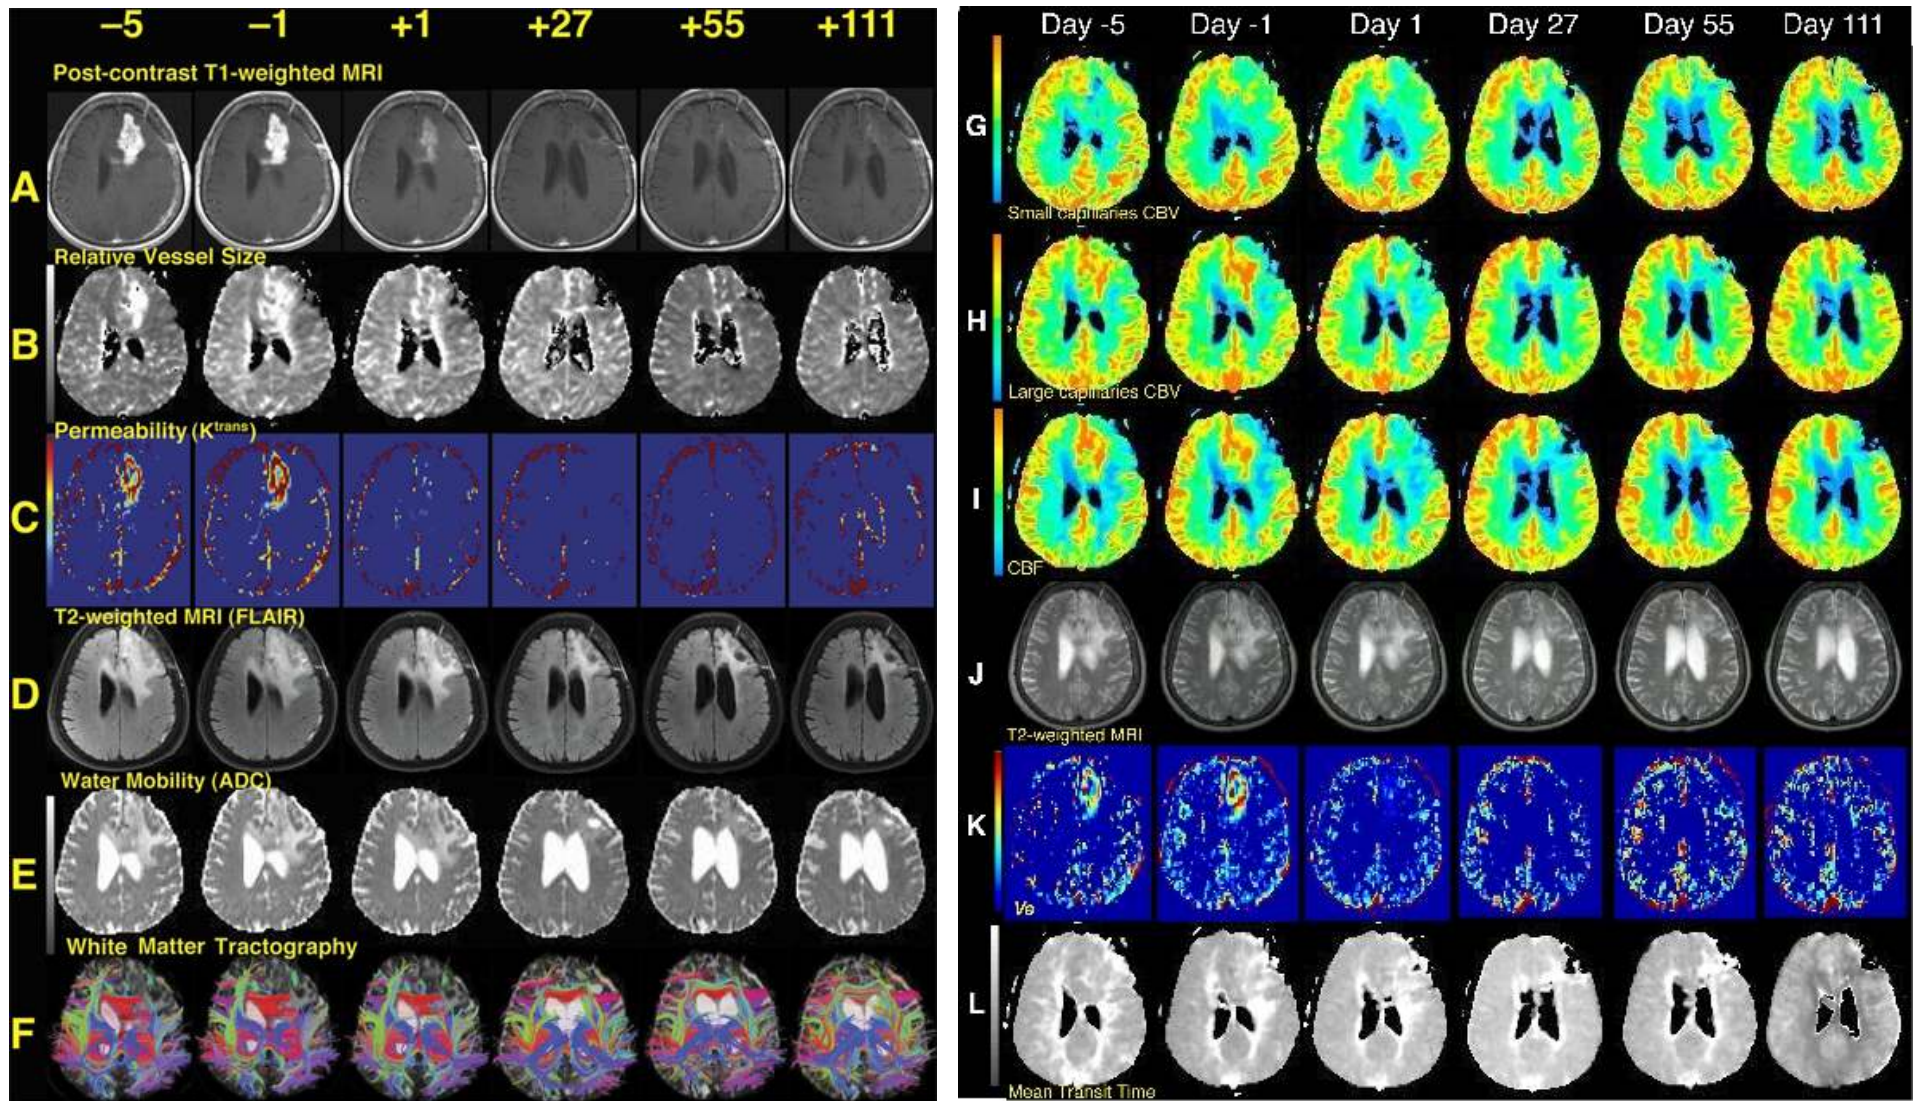 –5 –1 +1 +27 +55 +111
Post-contrast T1-weighted MRI
A
Relative Vessel Size
B
Permeability (Ktrans)
C
T2-weighted MRI (FLAIR)
D
Water Mobility (ADC)
E
White Matter Tractography
F
Day -5 Day -1 Day 1 Day 27 Day 55 Day 111
G
Small capillaries CBV
H
Large capillaries CBV
I
CBF
J
T2-weighted MRI
K
Ve
L
Mean Transit Time